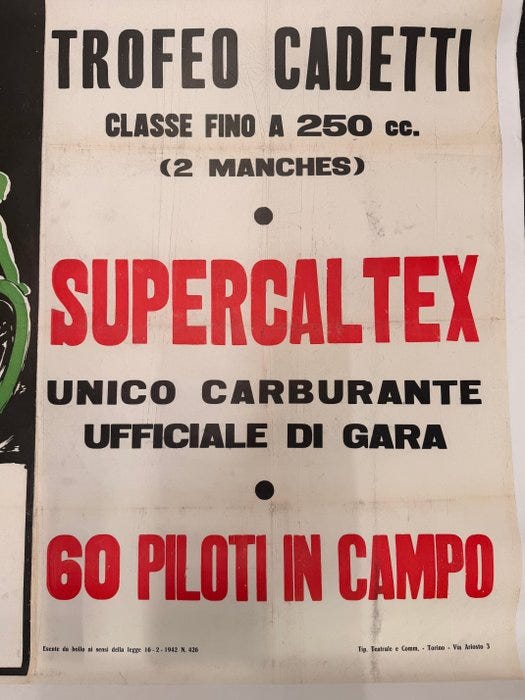 TROFEO CADETTI
CLASSE FINO A 250 cc.
(2 MANCHES)
SUPERCALTEX
UNICO CARBURANTE
UFFICIALE DI GARA
60 PILOTI IN CAMPO
Esente da bollo ai sensi della legge 16 - 2 - 1942 N. 426
Tip. Teatrale e Comm. - Torino - Via Ariosto 3